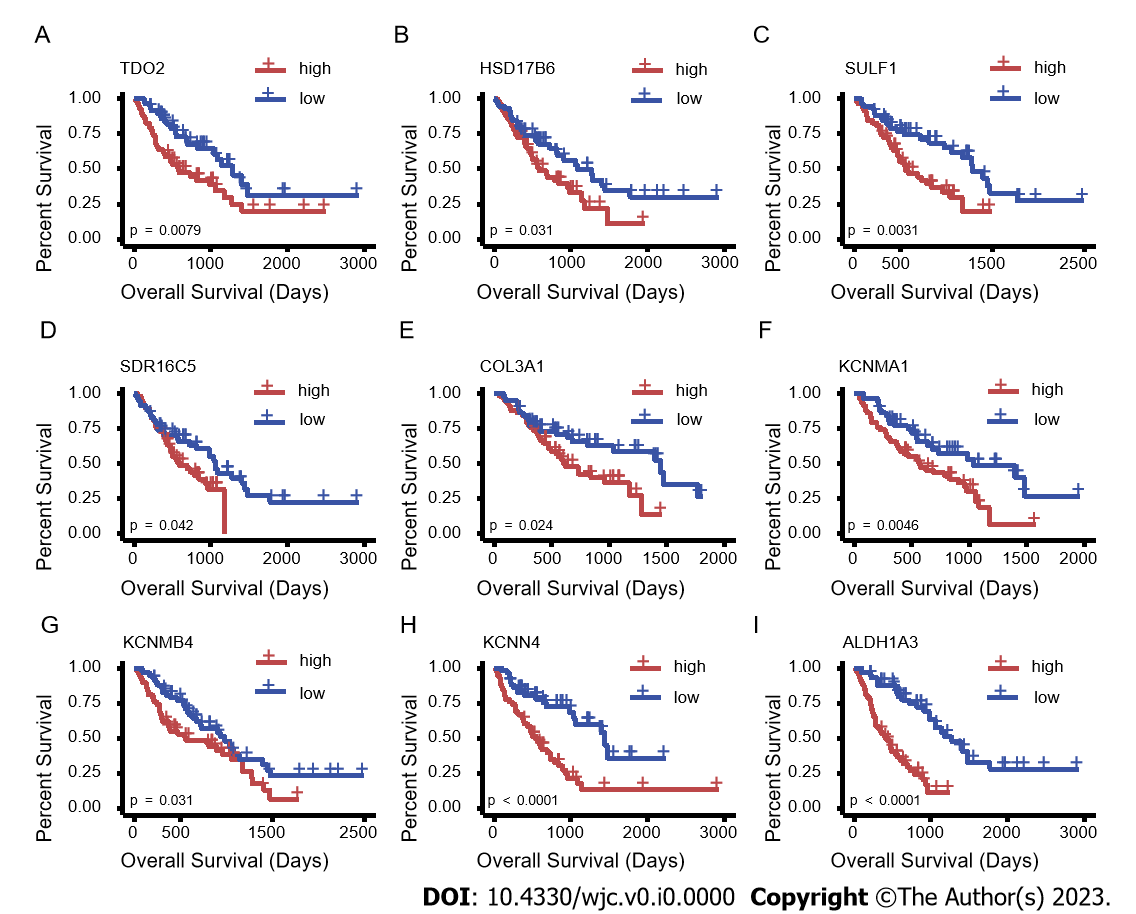 A
TDO2
high
low
1.00
0.75
0.50
0.25
0.00
Percent Survival
p = 0.0079
0 1000 2000 3000
Overall Survival (Days)
B
HSD17B6
high
low
1.00
0.75
0.50
0.25
0.00
Percent Survival
p = 0.031
0 1000 2000 3000
Overall Survival (Days)
C
SULF1
high
low
1.00
0.75
0.50
0.25
0.00
Percent Survival
p = 0.0031
0 500 1500 2500
Overall Survival (Days)
D
SDR16C5
high
low
1.00
0.75
0.50
0.25
0.00
Percent Survival
p = 0.042
0 1000 2000 3000
Overall Survival (Days)
E
COL3A1
high
low
1.00
0.75
0.50
0.25
0.00
Percent Survival
p = 0.024
0 500 1000 1500 2000
Overall Survival (Days)
F
KCNMA1
high
low
1.00
0.75
0.50
0.25
0.00
Percent Survival
p = 0.0046
0 500 1000 1500 2000
Overall Survival (Days)
G
KCNMB4
high
low
1.00
0.75
0.50
0.25
0.00
Percent Survival
p = 0.031
0 500 1500 2500
Overall Survival (Days)
H
KCNN4
high
low
1.00
0.75
0.50
0.25
0.00
Percent Survival
p < 0.0001
0 1000 2000 3000
Overall Survival (Days)
I
ALDH1A3
high
low
1.00
0.75
0.50
0.25
0.00
Percent Survival
p < 0.0001
0 1000 2000 3000
Overall Survival (Days)
DOI: 10.4330/wjc.v0.i0.0000 Copyright ©The Author(s) 2023.